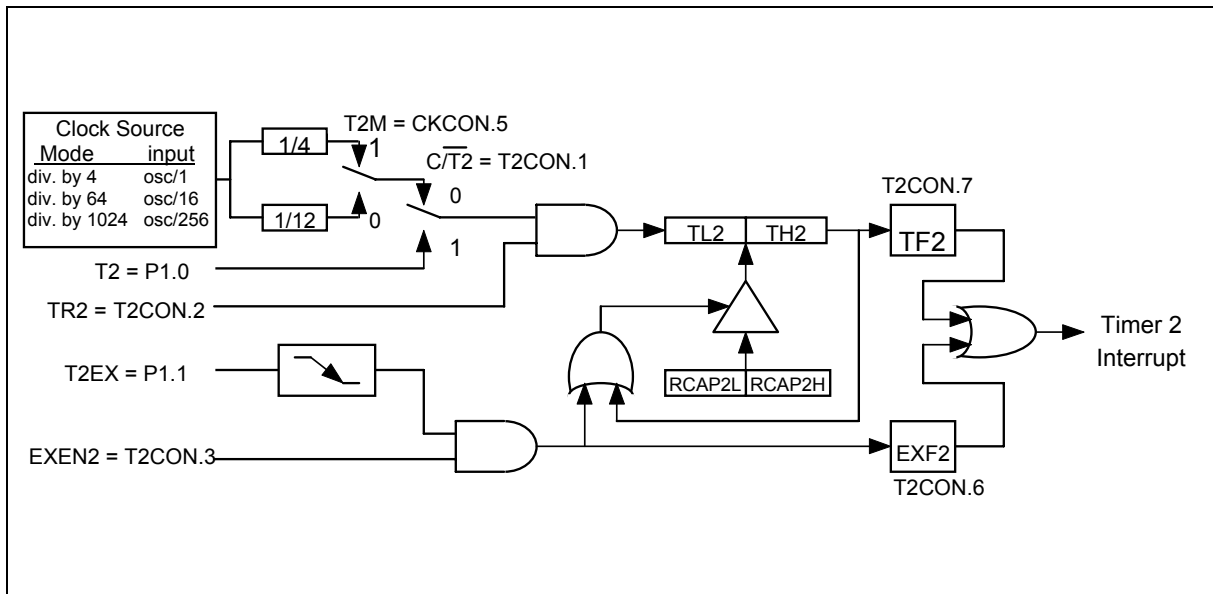 Clock Source
Mode input
div. by 4 osc/1
div. by 64 osc/16
div. by 1024 osc/256
1/4
1/12
T2M = CKCON.5
1
0
C/T2 = T2CON.1
0
1
T2 = P1.0
TR2 = T2CON.2
T2EX = P1.1
EXEN2 = T2CON.3
TL2 TH2
RCAP2L RCAP2H
T2CON.7
TF2
EXF2
T2CON.6
Timer 2
Interrupt